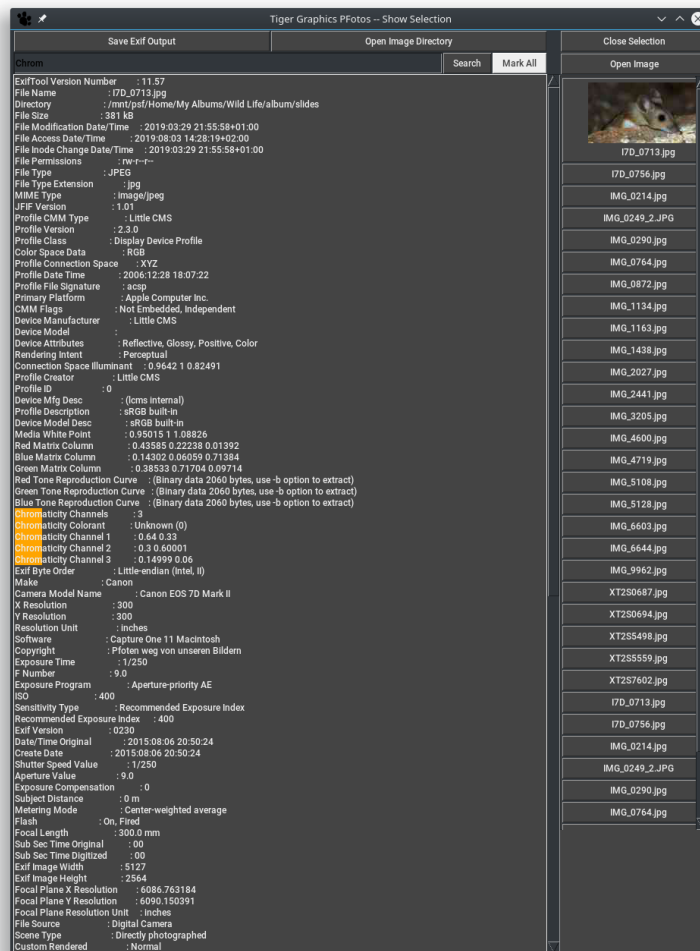 Tiger Graphics PFotos -- Show Selection
Save Exif Output
Open Image Directory
Close Selection
Chrom
Search
Mark All
Open Image
ExifTool Version Number : 11.57
File Name : I7D_0713.jpg
Directory : /mnt/psf/Home/My Albums/Wild Life/album/slides
File Size : 381 kB
File Modification Date/Time : 2019:03:29 21:55:58+01:00
File Access Date/Time : 2019:08:03 14:28:19+02:00
File Inode Change Date/Time : 2019:03:29 21:55:58+01:00
File Permissions : rw-r--r--
File Type : JPEG
File Type Extension : jpg
MIME Type : image/jpeg
JFIF Version : 1.01
Profile CMM Type : Little CMS
Profile Version : 2.3.0
Profile Class : Display Device Profile
Color Space Data : RGB
Profile Connection Space : XYZ
Profile Date Time : 2006:12:28 18:07:22
Profile File Signature : acsp
Primary Platform : Apple Computer Inc.
CMM Flags : Not Embedded, Independent
Device Manufacturer : Little CMS
Device Model :
Device Attributes : Reflective, Glossy, Positive, Color
Rendering Intent : Perceptual
Connection Space Illuminant : 0.9642 1 0.82491
Profile Creator : Little CMS
Profile ID : 0
Device Mfg Desc : (lcms internal)
Profile Description : sRGB built-in
Device Model Desc : sRGB built-in
Media White Point : 0.95015 1 1.08826
Red Matrix Column : 0.43585 0.22238 0.01392
Blue Matrix Column : 0.14302 0.06059 0.71384
Green Matrix Column : 0.38533 0.71704 0.09714
Red Tone Reproduction Curve : (Binary data 2060 bytes, use -b option to extract)
Green Tone Reproduction Curve : (Binary data 2060 bytes, use -b option to extract)
Blue Tone Reproduction Curve : (Binary data 2060 bytes, use -b option to extract)
Chromaticity Channels : 3
Chromaticity Colorant : Unknown (0)
Chromaticity Channel 1 : 0.64 0.33
Chromaticity Channel 2 : 0.3 0.60001
Chromaticity Channel 3 : 0.14999 0.06
Exif Byte Order : Little-endian (Intel, II)
Make : Canon
Camera Model Name : Canon EOS 7D Mark II
X Resolution : 300
Y Resolution : 300
Resolution Unit : inches
Software : Capture One 11 Macintosh
Copyright : Pfoten weg von unseren Bildern
Exposure Time : 1/250
F Number : 9.0
Exposure Program : Aperture-priority AE
ISO : 400
Sensitivity Type : Recommended Exposure Index
Recommended Exposure Index : 400
Exif Version : 0230
Date/Time Original : 2015:08:06 20:50:24
Create Date : 2015:08:06 20:50:24
Shutter Speed Value : 1/250
Aperture Value : 9.0
Exposure Compensation : 0
Subject Distance : 0 m
Metering Mode : Center-weighted average
Flash : On, Fired
Focal Length : 300.0 mm
Sub Sec Time Original : 00
Sub Sec Time Digitized : 00
Exif Image Width : 5127
Exif Image Height : 2564
Focal Plane X Resolution : 6086.763184
Focal Plane Y Resolution : 6090.150391
Focal Plane Resolution Unit : inches
File Source : Digital Camera
Scene Type : Directly photographed
Custom Rendered : Normal
I7D_0713.jpg
I7D_0756.jpg
IMG_0214.jpg
IMG_0249_2.JPG
IMG_0290.jpg
IMG_0764.jpg
IMG_0872.jpg
IMG_1134.jpg
IMG_1163.jpg
IMG_1438.jpg
IMG_2027.jpg
IMG_2441.jpg
IMG_3205.jpg
IMG_4600.jpg
IMG_4719.jpg
IMG_5108.jpg
IMG_5128.jpg
IMG_6603.jpg
IMG_6644.jpg
IMG_9962.jpg
XT2S0687.jpg
XT2S0694.jpg
XT2S5498.jpg
XT2S5559.jpg
XT2S7602.jpg
I7D_0713.jpg
I7D_0756.jpg
IMG_0214.jpg
IMG_0249_2.JPG
IMG_0290.jpg
IMG_0764.jpg